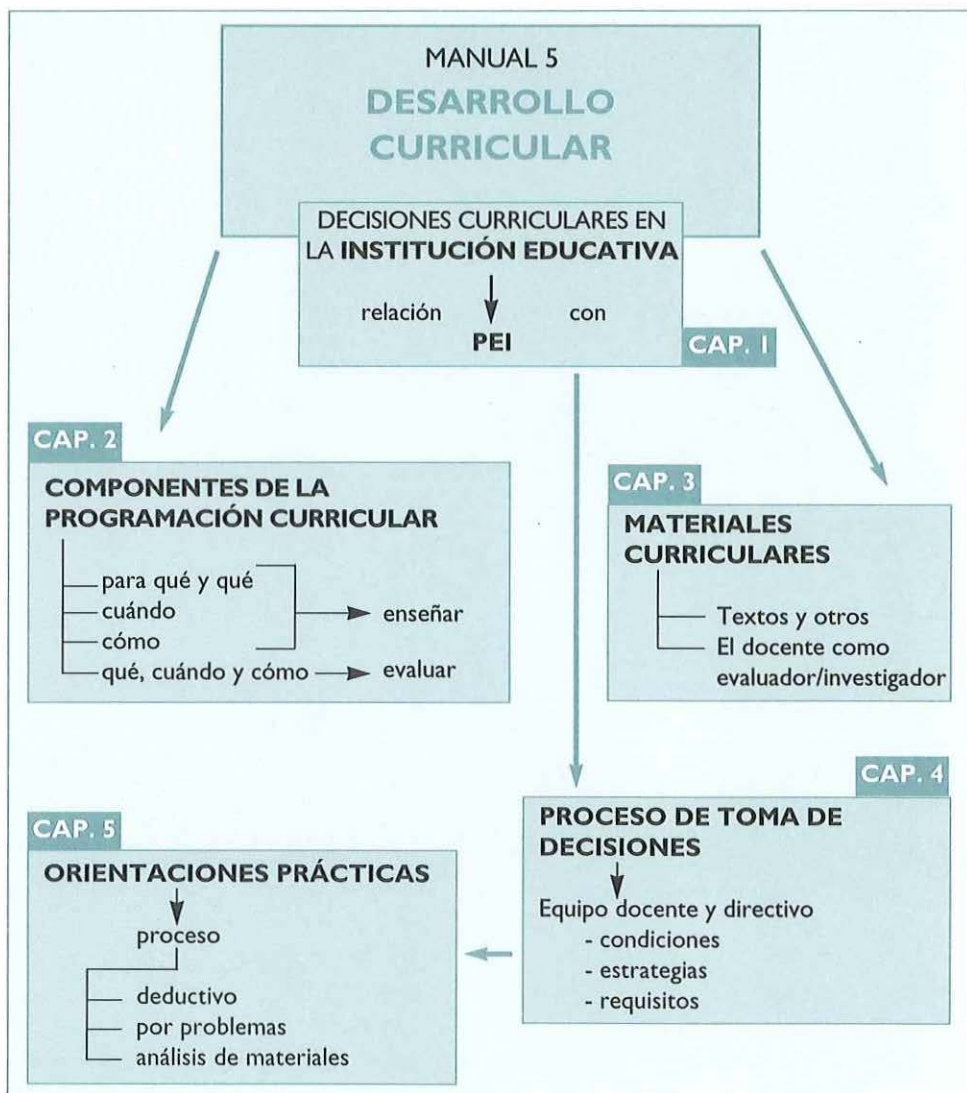 MANUAL 5
DESARROLLO
CURRICULAR
DECISIONES CURRICULARES EN
LA INSTITUCIÓN EDUCATIVA
relación con
PEI
CAP. 1
CAP. 2
COMPONENTES DE LA
PROGRAMACIÓN CURRICULAR
para qué y qué
cuándo
cómo
enseñar
qué, cuándo y cómo
evaluar
CAP. 3
MATERIALES
CURRICULARES
Textos y otros
El docente como
evaluador/investigador
CAP. 4
PROCESO DE TOMA DE
DECISIONES
Equipo docente y directivo
- condiciones
- estrategias
- requisitos
CAP. 5
ORIENTACIONES PRÁCTICAS
proceso
deductivo
por problemas
análisis de materiales